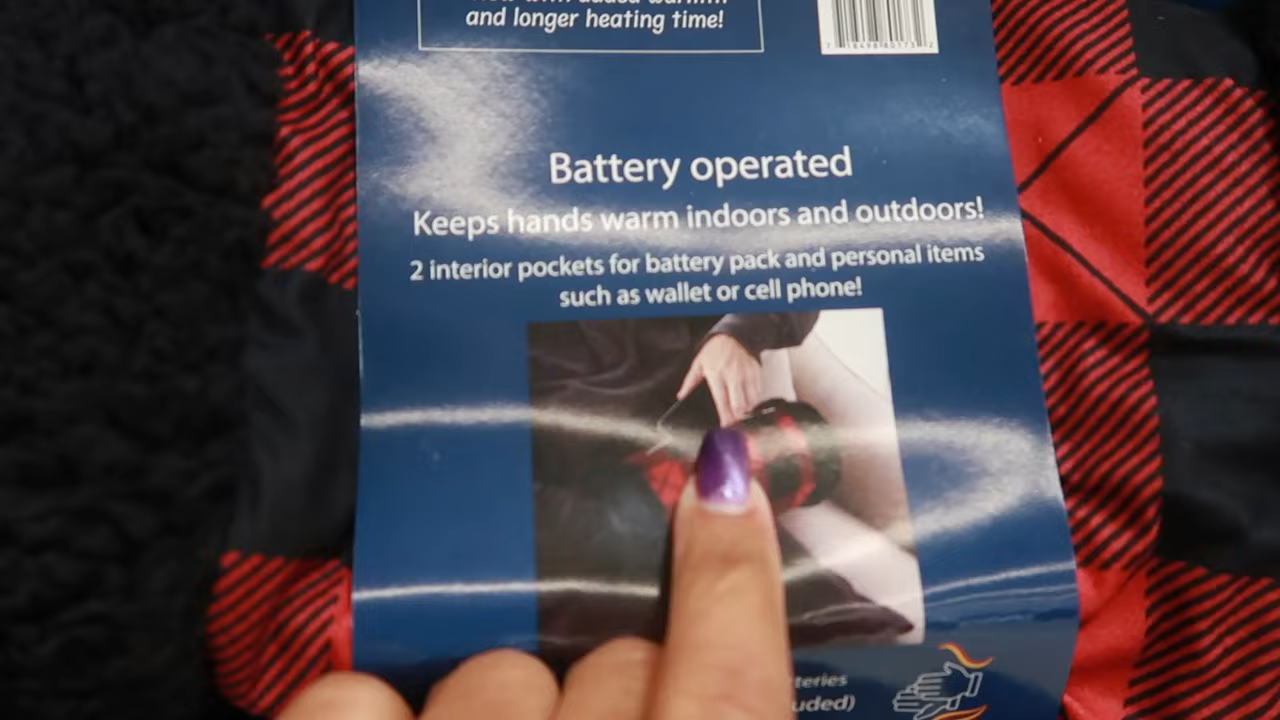 and longer heating time!
Battery operated
Keeps hands warm indoors and outdoors!
2 interior pockets for battery pack and personal items
such as wallet or cell phone!